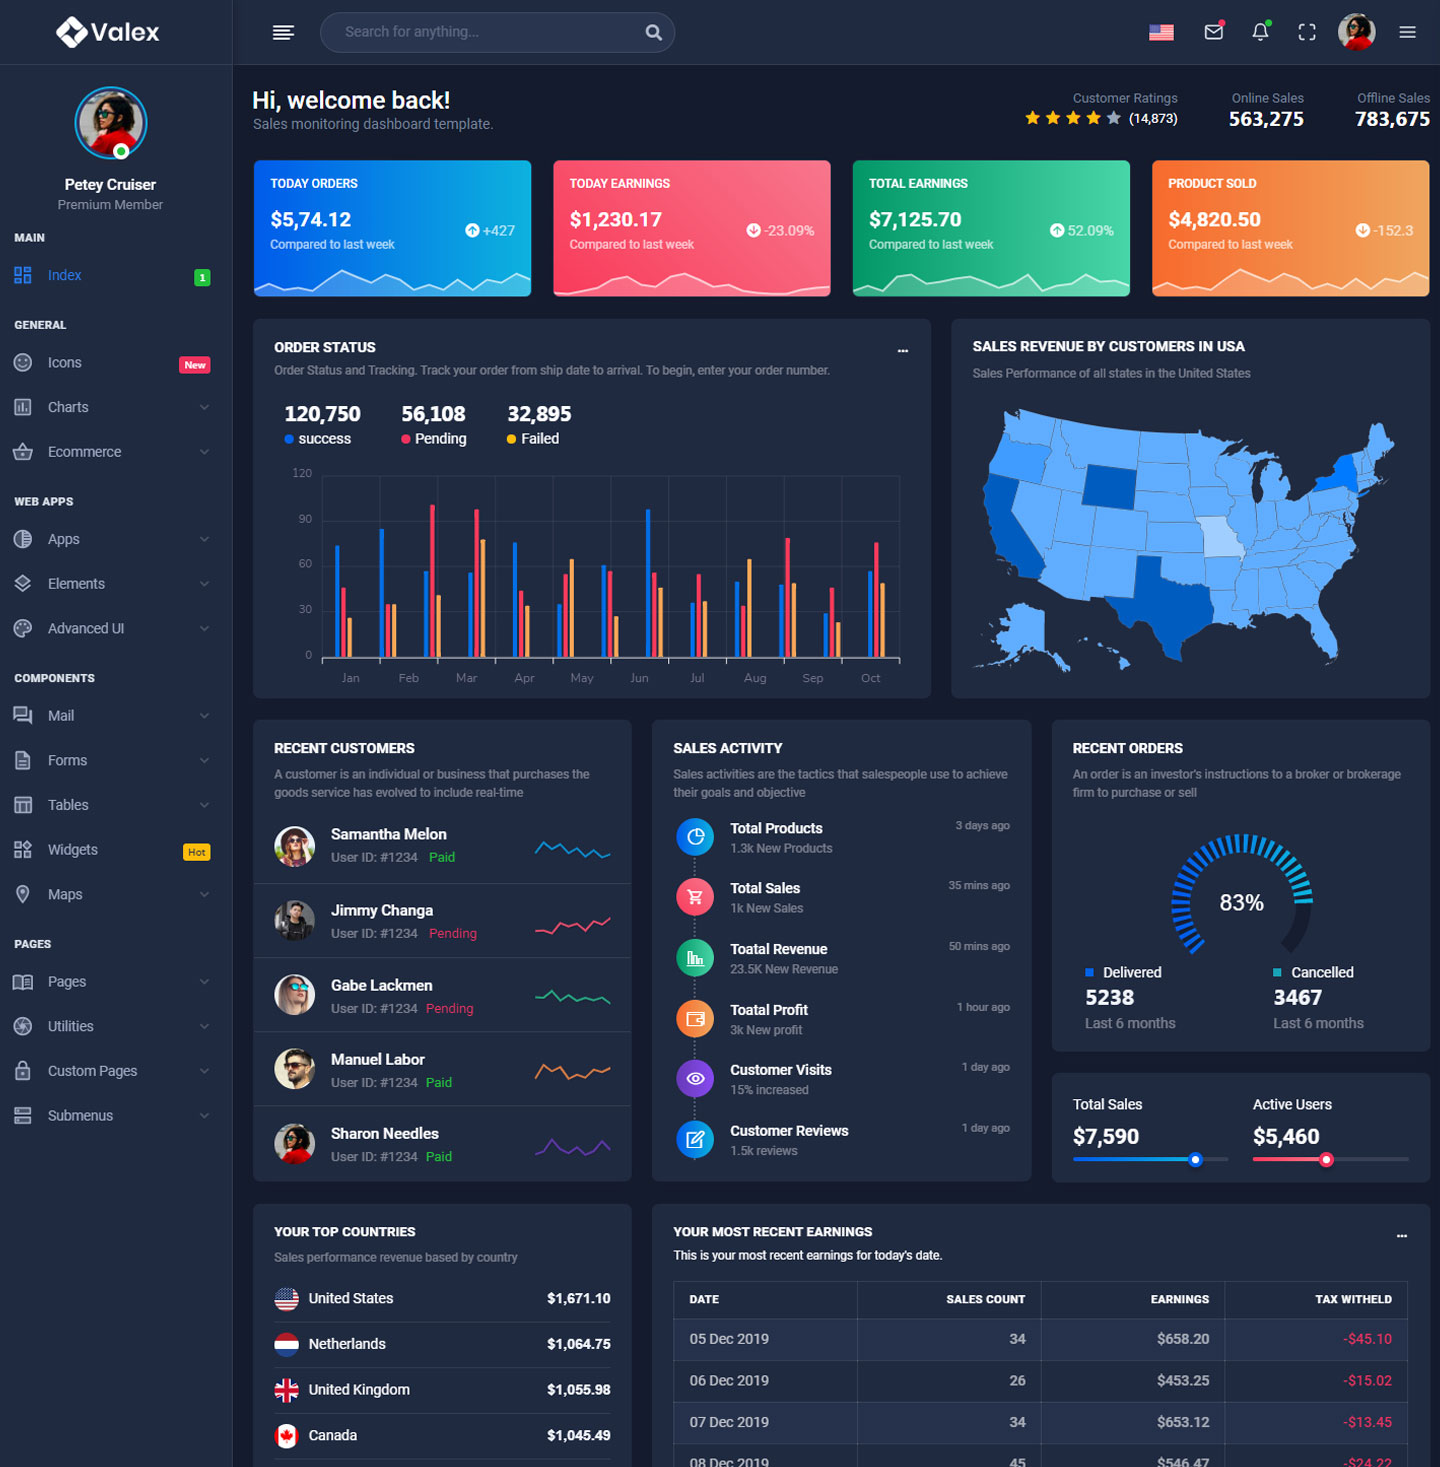 Valex
Search for anything...
Petey Cruiser
Premium Member
MAIN
Index 1
GENERAL
Icons New
Charts
Ecommerce
WEB APPS
Apps
Elements
Advanced UI
COMPONENTS
Mail
Forms
Tables
Widgets Hot
Maps
PAGES
Pages
Utilities
Custom Pages
Submenus
Hi, welcome back!
Sales monitoring dashboard template.
Customer Ratings
(14,873)
Online Sales
563,275
Offline Sales
783,675
TODAY ORDERS
$5,74.12
Compared to last week
+427
TODAY EARNINGS
$1,230.17
Compared to last week
-23.09%
TOTAL EARNINGS
$7,125.70
Compared to last week
52.09%
PRODUCT SOLD
$4,820.50
Compared to last week
-152.3
ORDER STATUS
Order Status and Tracking. Track your order from ship date to arrival. To begin, enter your order number.
120,750
success
56,108
Pending
32,895
Failed
120
90
60
30
0
Jan Feb Mar Apr May Jun Jul Aug Sep Oct
SALES REVENUE BY CUSTOMERS IN USA
Sales Performance of all states in the United States
RECENT CUSTOMERS
A customer is an individual or business that purchases the
goods service has evolved to include real-time
Samantha Melon
User ID: #1234 Paid
Jimmy Changa
User ID: #1234 Pending
Gabe Lackmen
User ID: #1234 Pending
Manuel Labor
User ID: #1234 Paid
Sharon Needles
User ID: #1234 Paid
SALES ACTIVITY
Sales activities are the tactics that salespeople use to achieve
their goals and objective
Total Products 3 days ago
1.3k New Products
Total Sales 35 mins ago
1k New Sales
Toatal Revenue 50 mins ago
23.5K New Revenue
Toatal Profit 1 hour ago
3k New profit
Customer Visits 1 day ago
15% increased
Customer Reviews 1 day ago
1.5k reviews
RECENT ORDERS
An order is an investor's instructions to a broker or brokerage
firm to purchase or sell
83%
Delivered
5238
Last 6 months
Cancelled
3467
Last 6 months
Total Sales
$7,590
Active Users
$5,460
YOUR TOP COUNTRIES
Sales performance revenue based by country
United States $1,671.10
Netherlands $1,064.75
United Kingdom $1,055.98
Canada $1,045.49
YOUR MOST RECENT EARNINGS
This is your most recent earnings for today's date.
DATE SALES COUNT EARNINGS TAX WITHELD
05 Dec 2019 34 $658.20 -$45.10
06 Dec 2019 26 $453.25 -$15.02
07 Dec 2019 34 $653.12 -$13.45
08 Dec 2019 45 $546.47 -$24.22